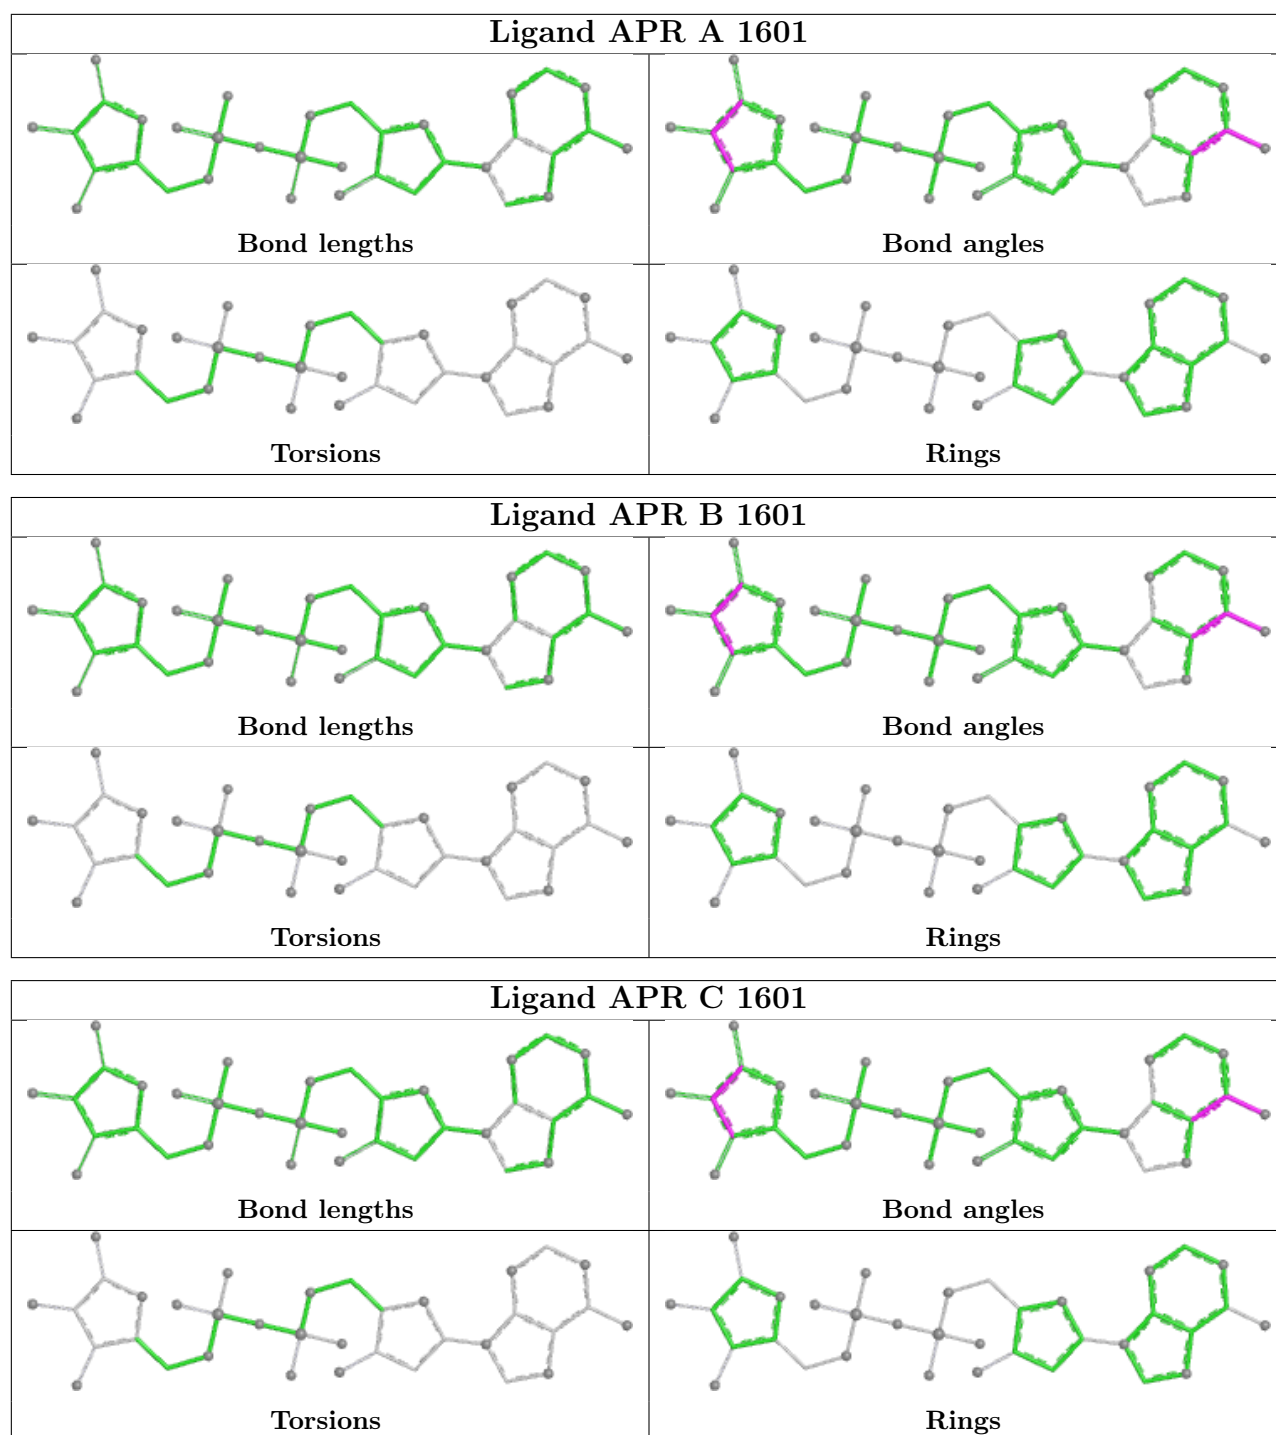 Ligand APR A 1601
Bond lengths
Bond angles
Torsions
Rings
Ligand APR B 1601
Bond lengths
Bond angles
Torsions
Rings
Ligand APR C 1601
Bond lengths
Bond angles
Torsions
Rings